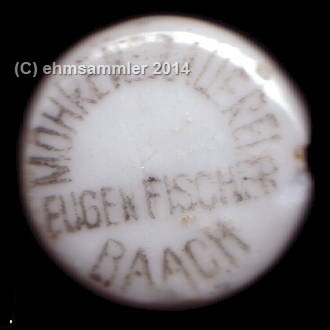 (C) ehmsammler 2014
EUGEN FISCHER
BAACH